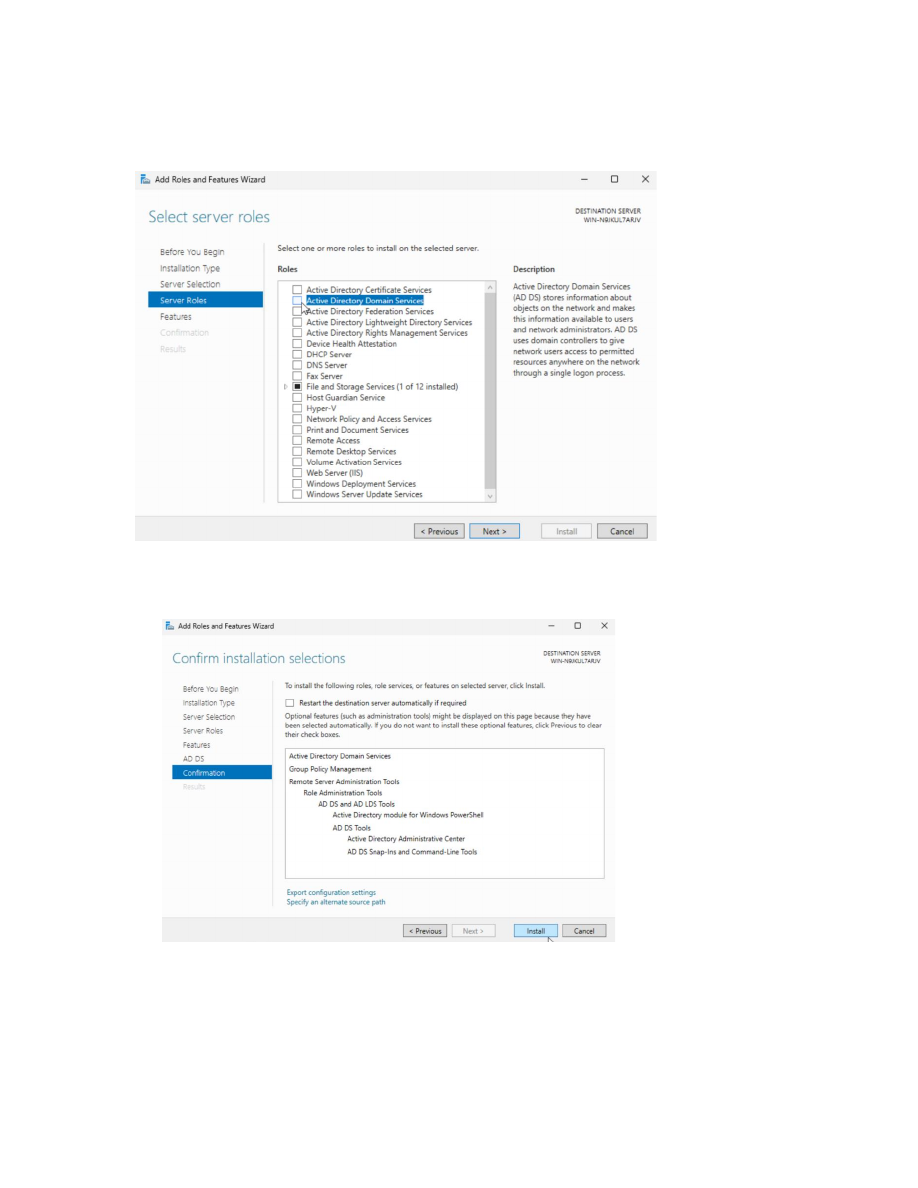 Add Roles and Features Wizard
Select server roles
DESTINATION SERVER
WIN-N9JKUL7ARJV
Before You Begin
Installation Type
Server Selection
Server Roles
Features
Confirmation
Results
Select one or more roles to install on the selected server.
Roles
Active Directory Certificate Services
Active Directory Domain Services
Active Directory Federation Services
Active Directory Lightweight Directory Services
Active Directory Rights Management Services
Device Health Attestation
DHCP Server
DNS Server
Fax Server
File and Storage Services (1 of 12 installed)
Host Guardian Service
Hyper-V
Network Policy and Access Services
Print and Document Services
Remote Access
Remote Desktop Services
Volume Activation Services
Web Server (IIS)
Windows Deployment Services
Windows Server Update Services
Description
Active Directory Domain Services
(AD DS) stores information about
objects on the network and makes
this information available to users
and network administrators. AD DS
uses domain controllers to give
network users access to permitted
resources anywhere on the network
through a single logon process.
< Previous
Next >
Install
Cancel
Add Roles and Features Wizard
Confirm installation selections
DESTINATION SERVER
WIN-N9JKUL7ARJV
Before You Begin
Installation Type
Server Selection
Server Roles
Features
AD DS
Confirmation
Results
To install the following roles, role services, or features on selected server, click Install.
Restart the destination server automatically if required
Optional features (such as administration tools) might be displayed on this page because they have
been selected automatically. If you do not want to install these optional features, click Previous to clear
their check boxes.
Active Directory Domain Services
Group Policy Management
Remote Server Administration Tools
Role Administration Tools
AD DS and AD LDS Tools
Active Directory module for Windows PowerShell
AD DS Tools
Active Directory Administrative Center
AD DS Snap-Ins and Command-Line Tools
Export configuration settings
Specify an alternate source path
< Previous
Next >
Install
Cancel